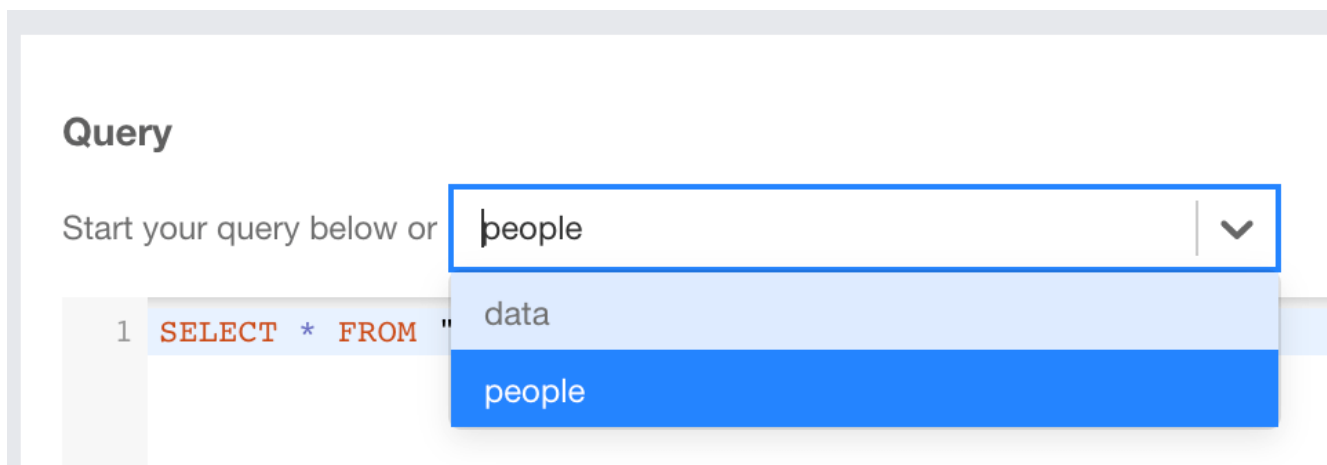 Query
Start your query below or people
data
1 SELECT * FROM "
people